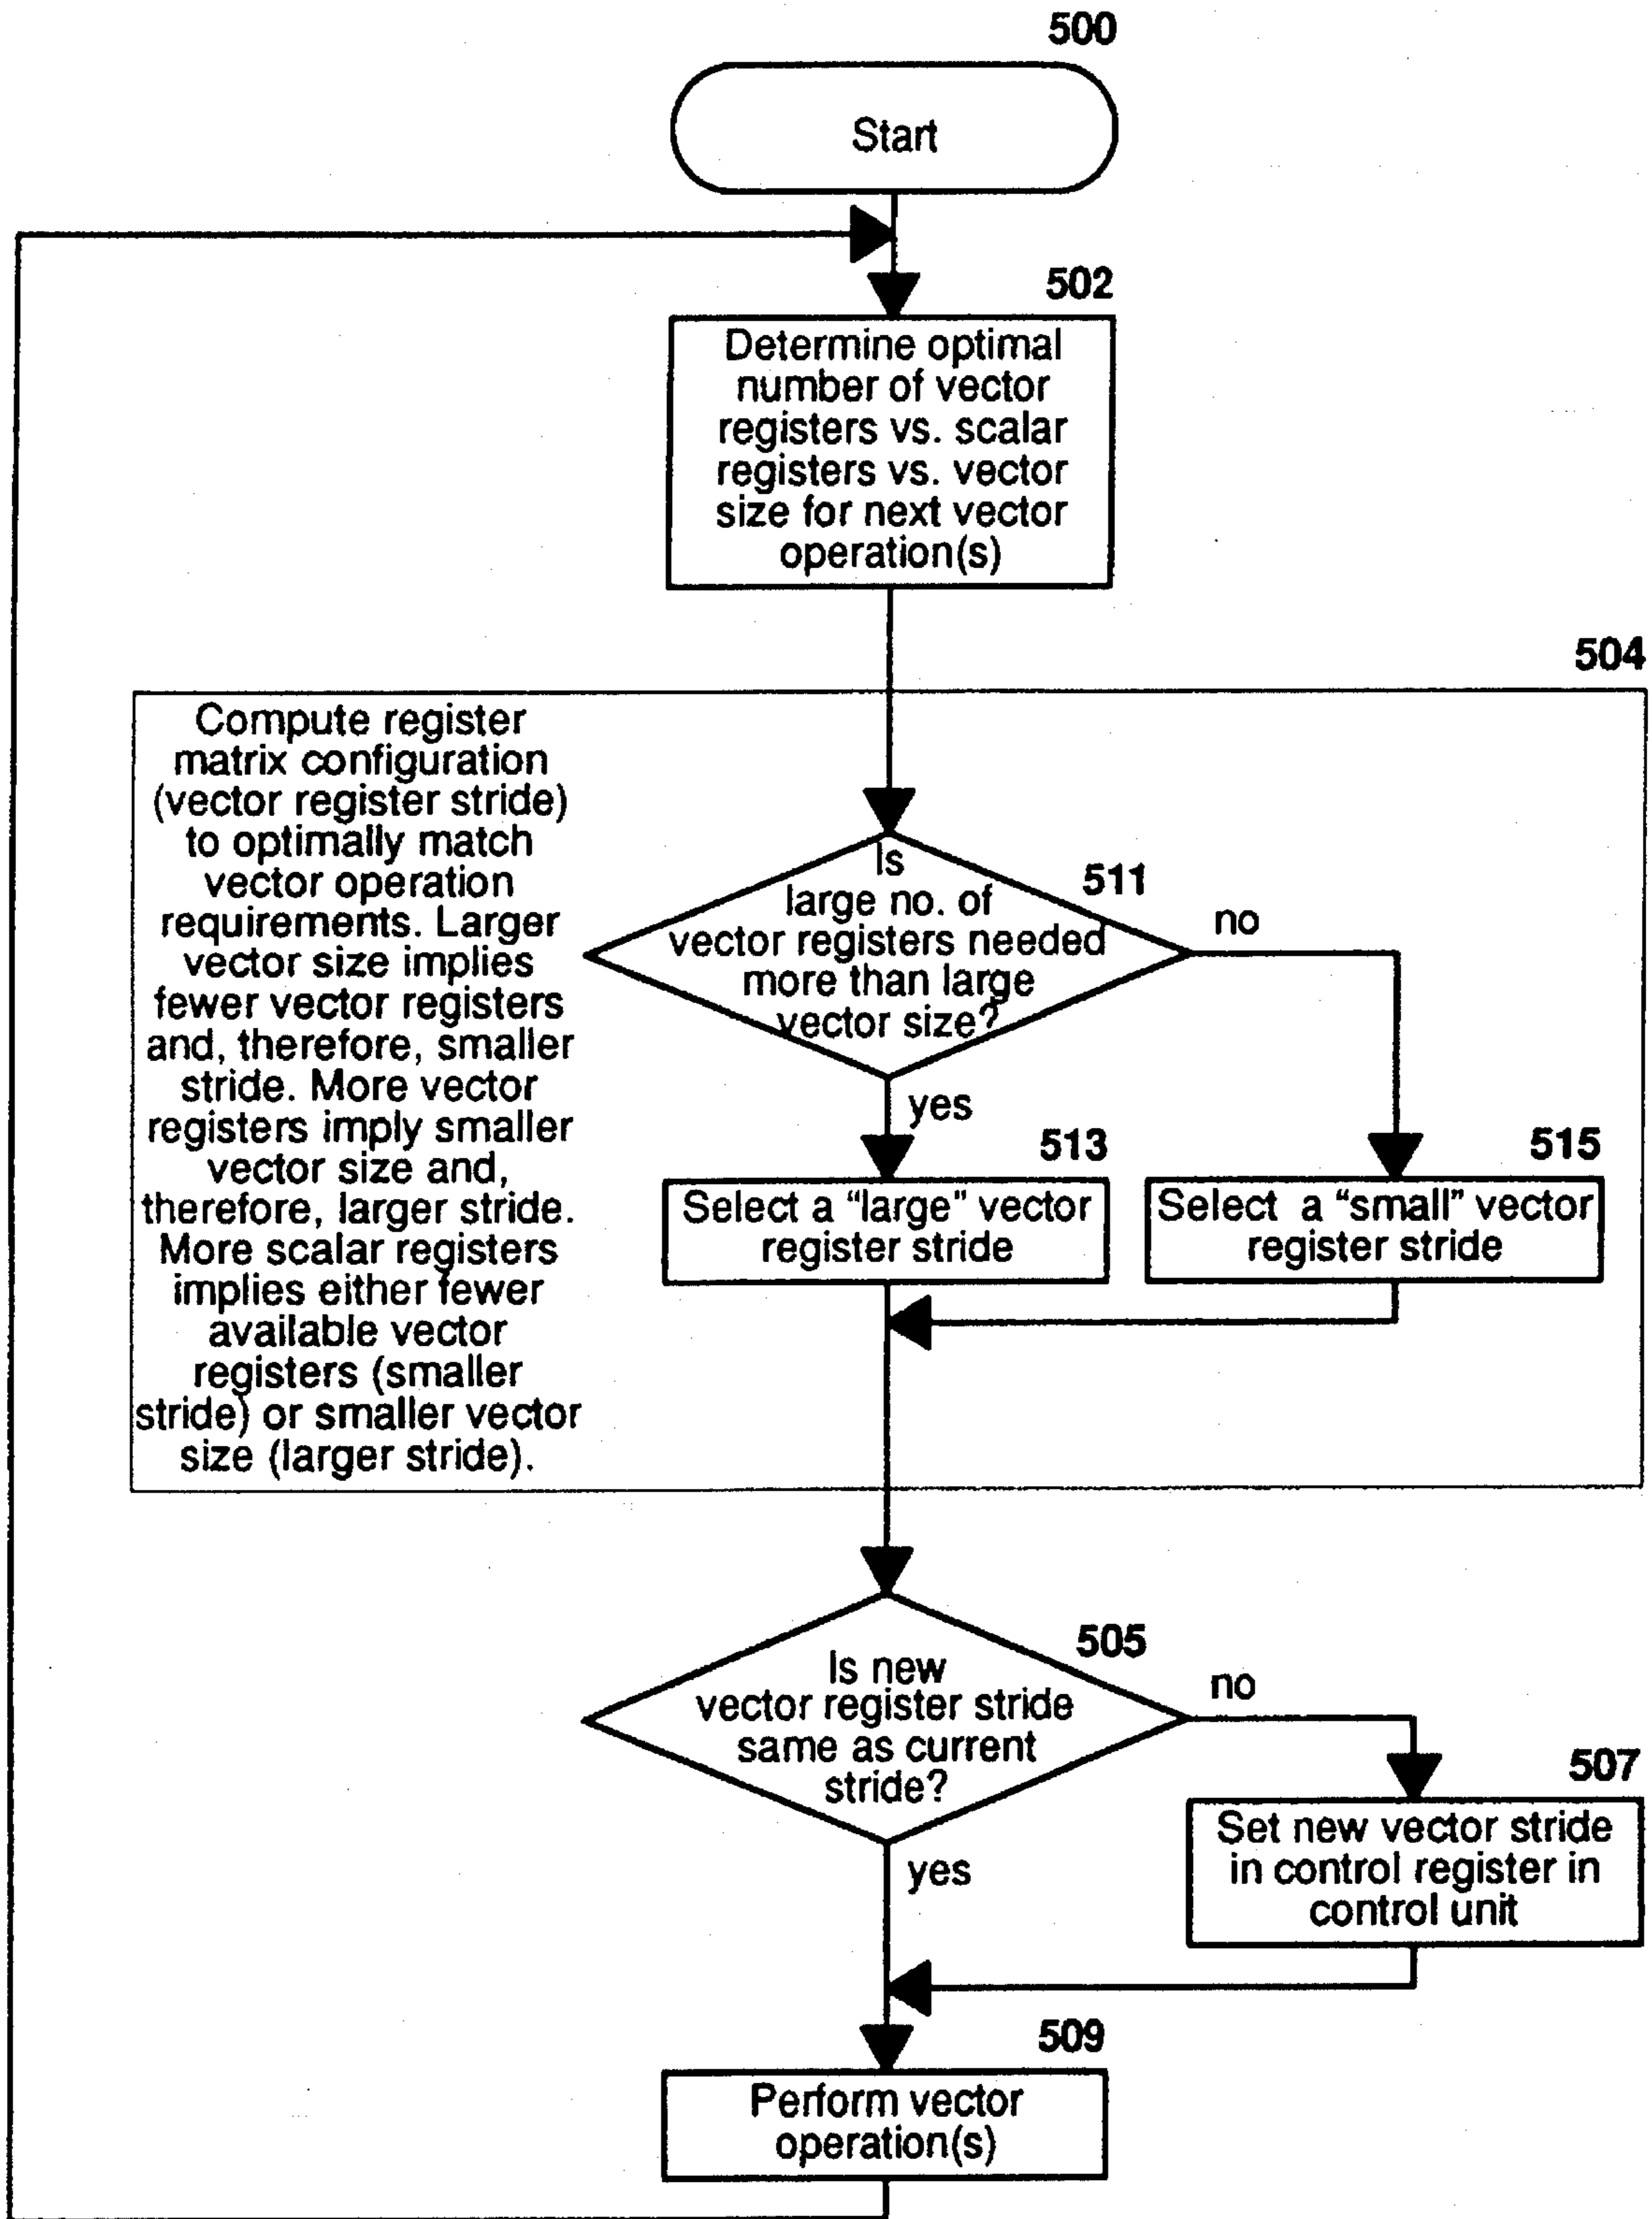 500
Start
502
Determine optimal
number of vector
registers vs. scalar
registers vs. vector
size for next vector
operation(s)
504
Compute register
matrix configuration
(vector register stride)
to optimally match
vector operation
requirements. Larger
vector size implies
fewer vector registers
and, therefore, smaller
stride. More vector
registers imply smaller
vector size and,
therefore, larger stride.
More scalar registers
implies either fewer
available vector
registers (smaller
stride) or smaller vector
size (larger stride).
511
Is
large no. of
vector registers needed
more than large
vector size?
no
yes
513
Select a “large” vector
register stride
515
Select a “small” vector
register stride
505
Is new
vector register stride
same as current
stride?
no
yes
507
Set new vector stride
in control register in
control unit
509
Perform vector
operation(s)